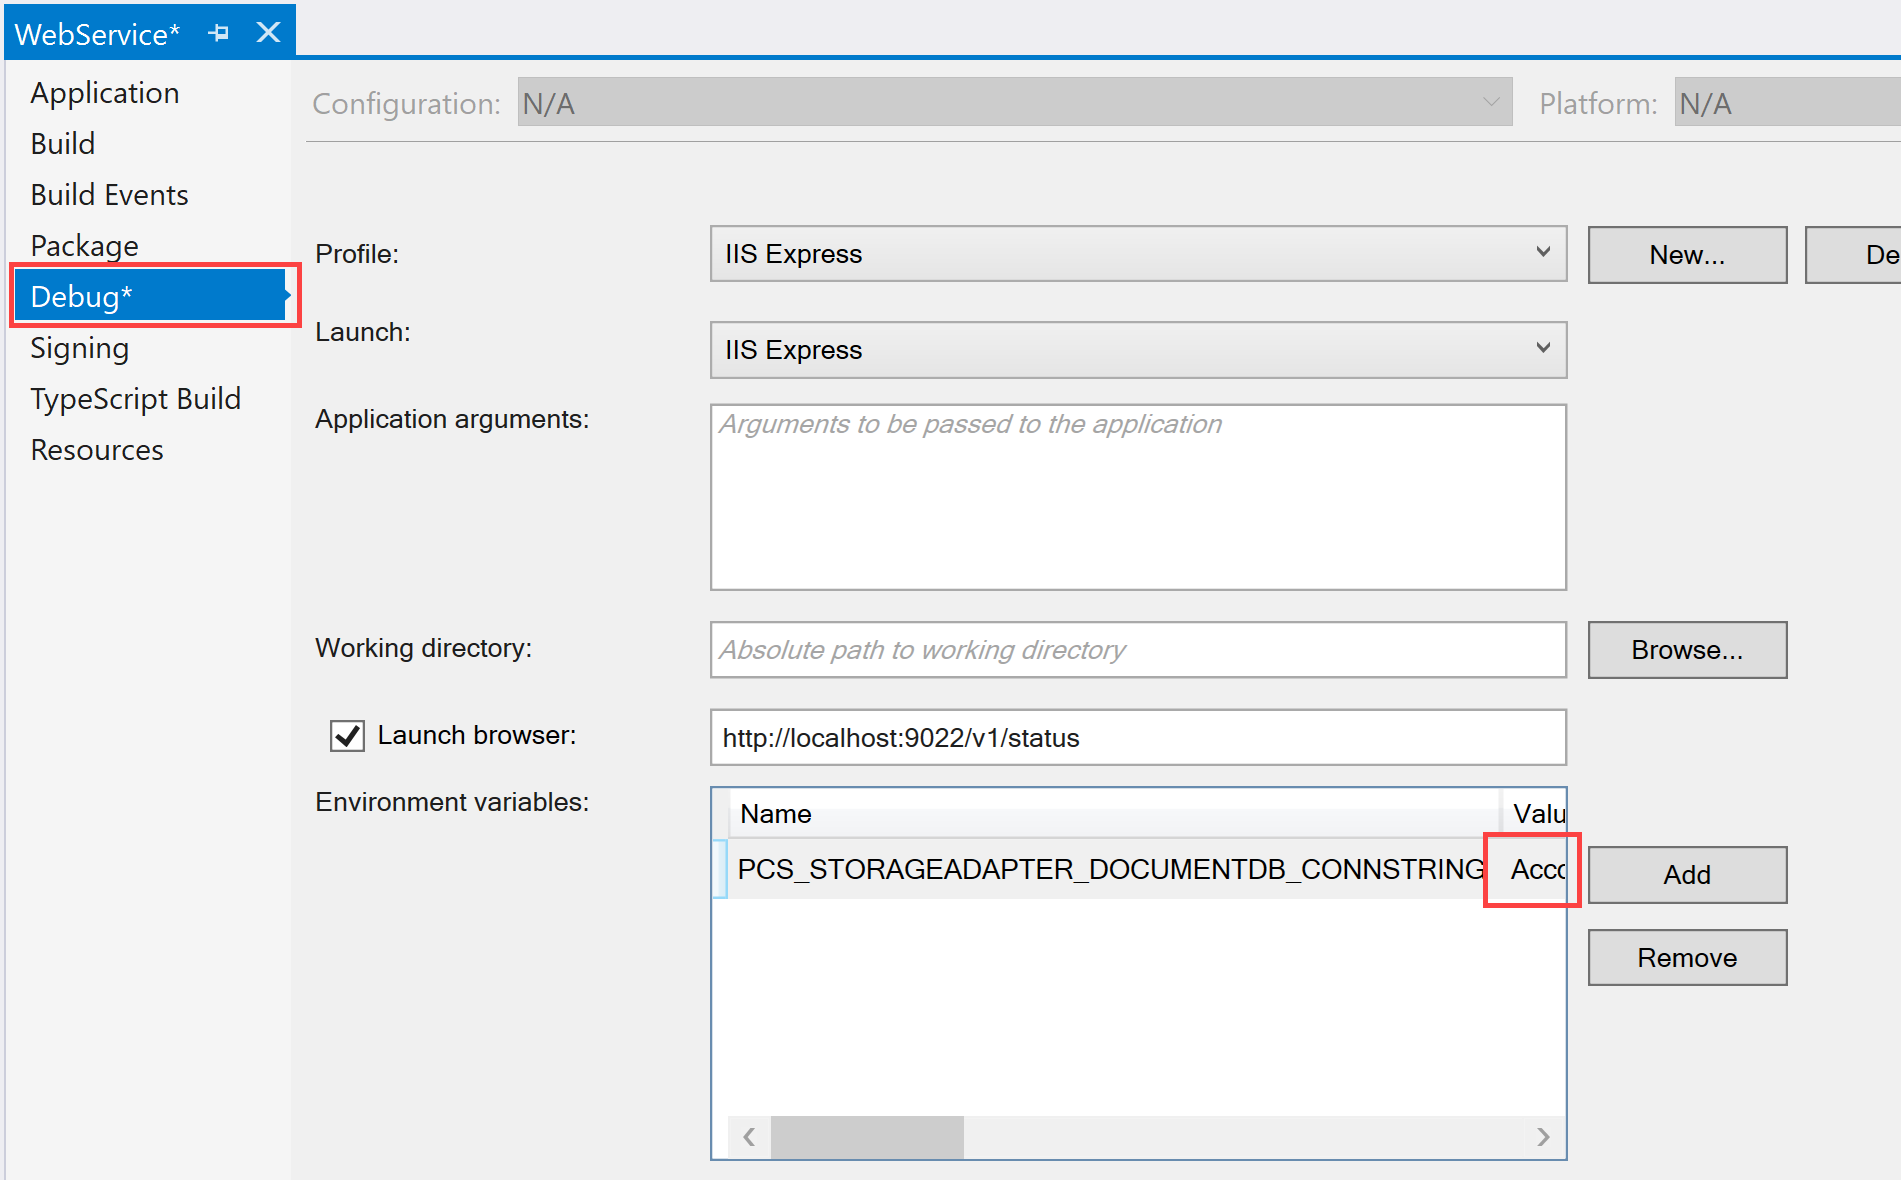 WebService*
Application
Build
Build Events
Package
Debug*
Signing
TypeScript Build
Resources
Configuration: N/A Platform: N/A
Profile: IIS Express New... De
Launch: IIS Express
Application arguments: Arguments to be passed to the application
Working directory: Absolute path to working directory Browse...
Launch browser: http://localhost:9022/v1/status
Environment variables:
Name Valu
PCS_STORAGEADAPTER_DOCUMENTDB_CONNSTRING Acco Add
Remove